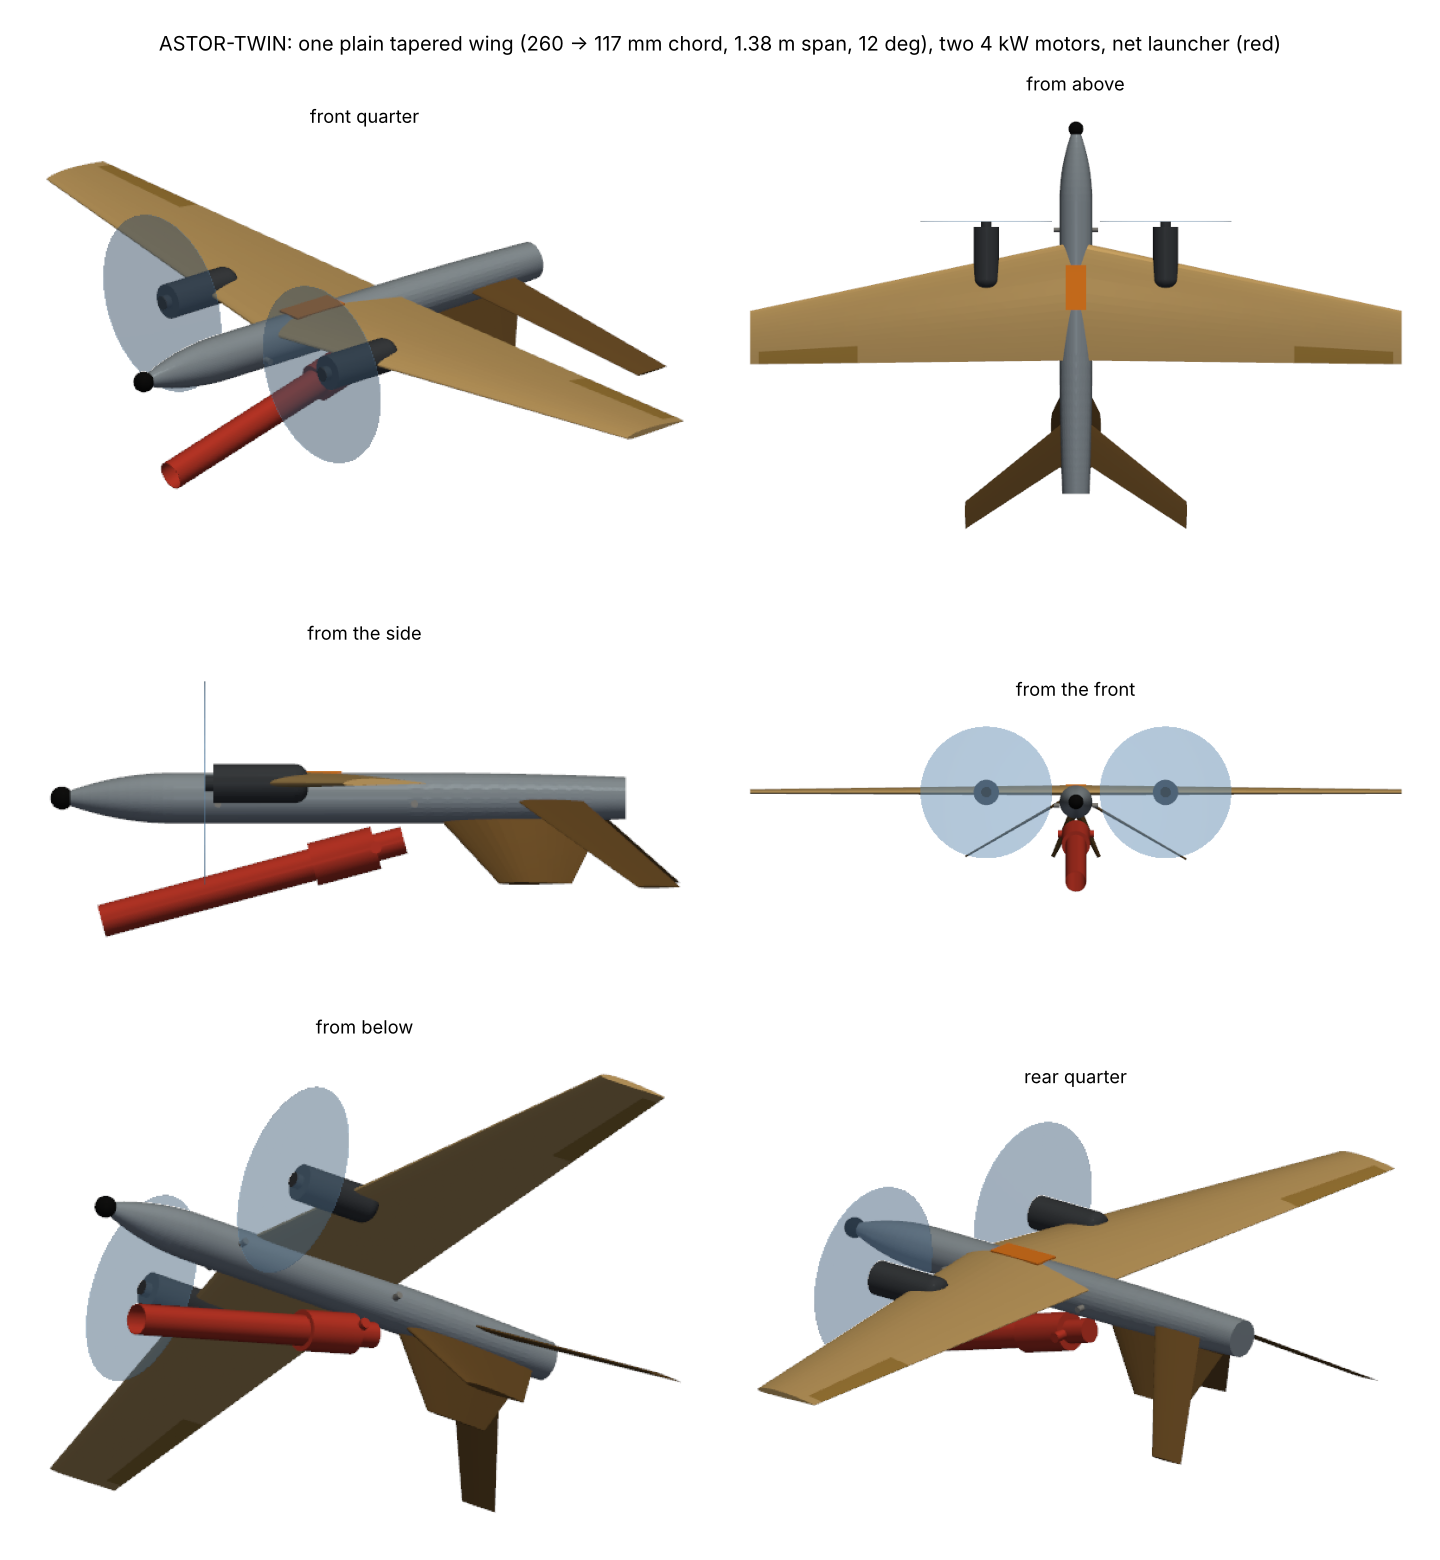 ASTOR-TWIN: one plain tapered wing (260 → 117 mm chord, 1.38 m span, 12 deg), two 4 kW motors, net launcher (red)
front quarter
from above
from the side
from the front
from below
rear quarter